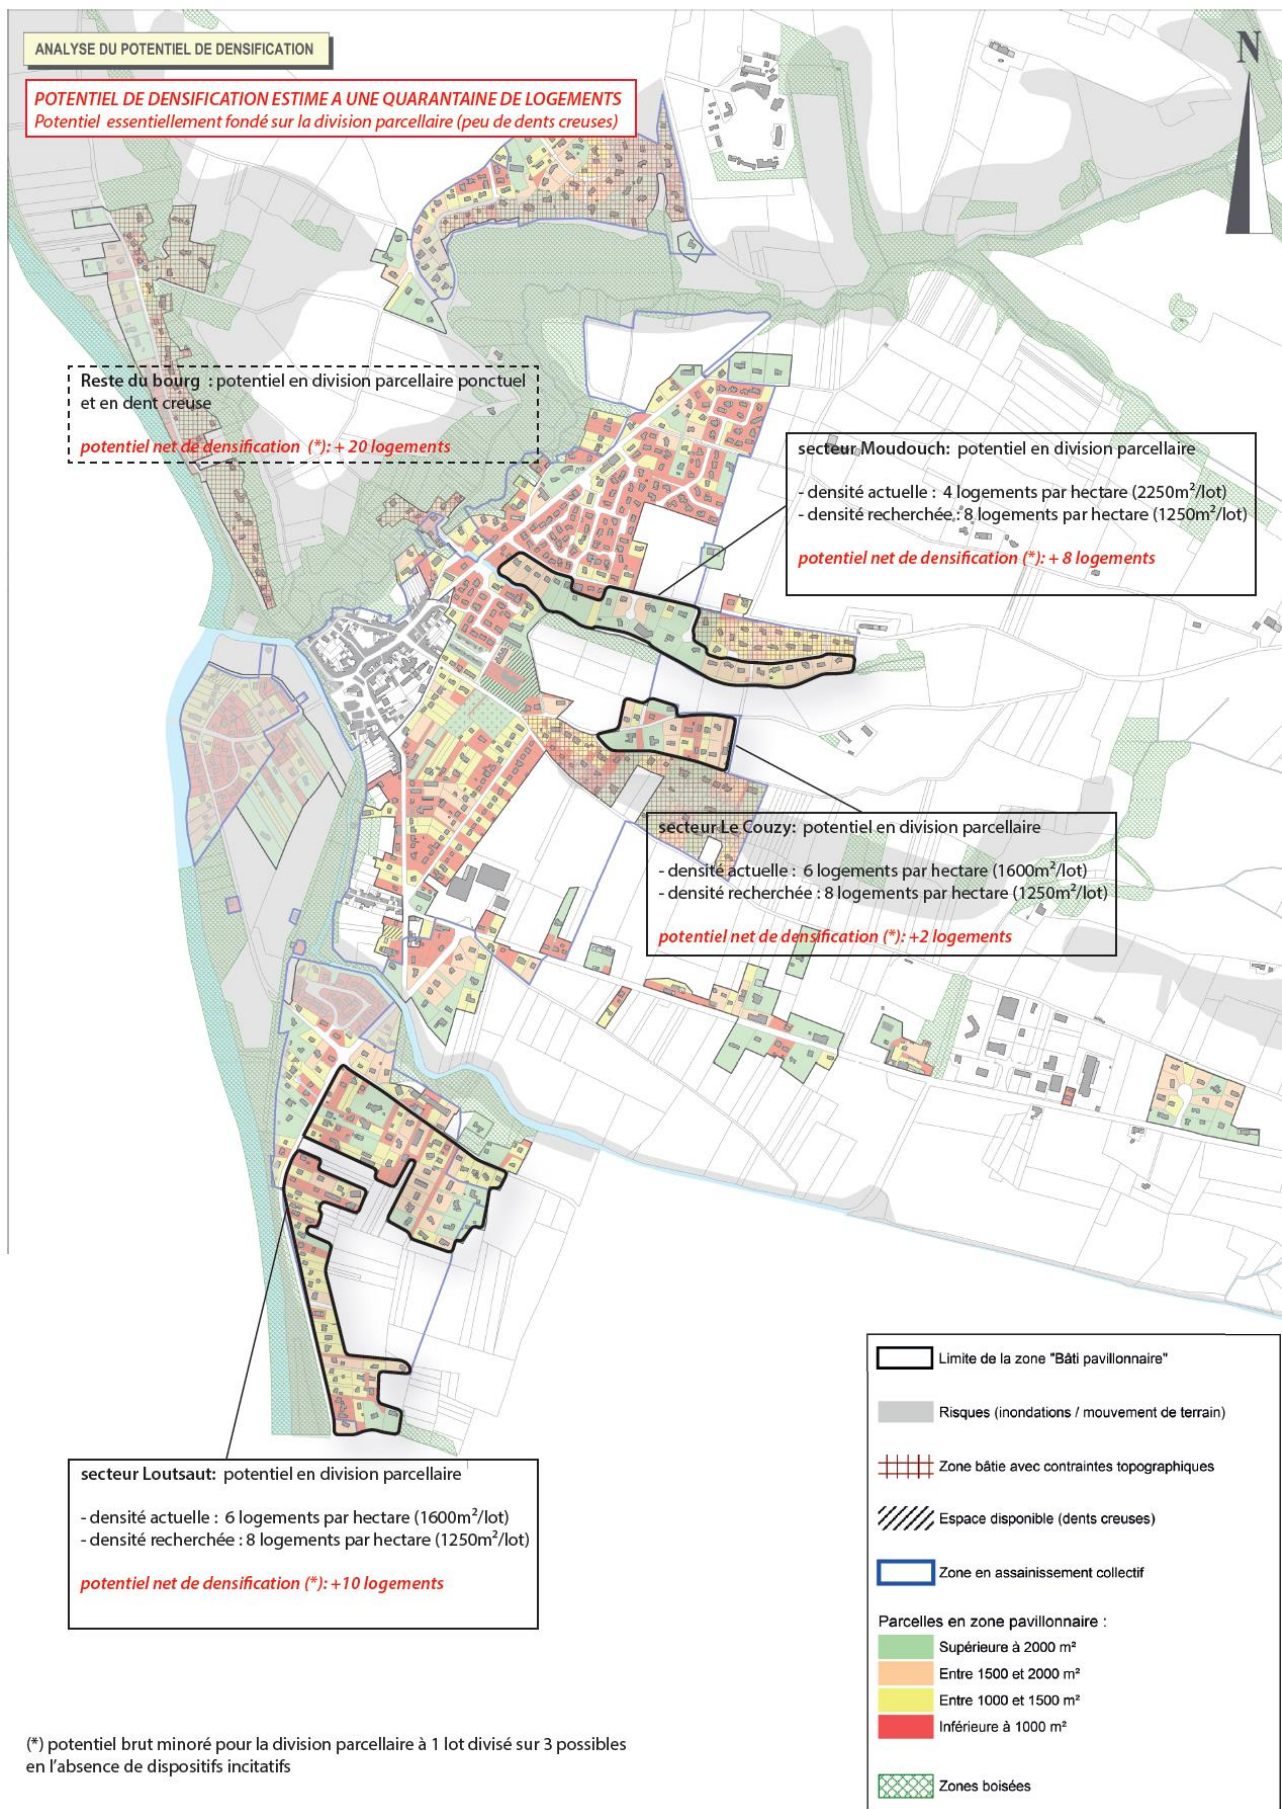 ANALYSE DU POTENTIEL DE DENSIFICATION
N
POTENTIEL DE DENSIFICATION ESTIME A UNE QUARANTAINE DE LOGEMENTS
Potentiel essentiellement fondé sur la division parcellaire (peu de dents creuses)
Reste du bourg : potentiel en division parcellaire ponctuel
et en dent creuse
potentiel net de densification (*): + 20 logements
secteur Moudouch: potentiel en division parcellaire
- densité actuelle : 4 logements par hectare (2250m²/lot)
- densité recherchée : 8 logements par hectare (1250m²/lot)
potentiel net de densification (*): + 8 logements
secteur Le Couzy: potentiel en division parcellaire
- densité actuelle : 6 logements par hectare (1600m²/lot)
- densité recherchée : 8 logements par hectare (1250m²/lot)
potentiel net de densification (*): +2 logements
secteur Loutsaut: potentiel en division parcellaire
- densité actuelle : 6 logements par hectare (1600m²/lot)
- densité recherchée : 8 logements par hectare (1250m²/lot)
potentiel net de densification (*): +10 logements
Limite de la zone "Bâti pavillonnaire"
Risques (inondations / mouvement de terrain)
Zone bâtie avec contraintes topographiques
Espace disponible (dents creuses)
Zone en assainissement collectif
Parcelles en zone pavillonnaire :
Supérieure à 2000 m²
Entre 1500 et 2000 m²
Entre 1000 et 1500 m²
Inférieure à 1000 m²
Zones boisées
(*) potentiel brut minoré pour la division parcellaire à 1 lot divisé sur 3 possibles
en l'absence de dispositifs incitatifs